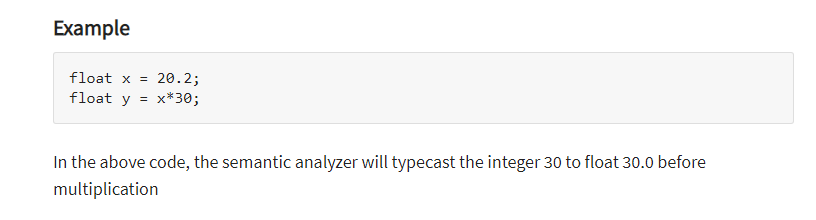 Example
float x = 20.2;
float y = x*30;
In the above code, the semantic analyzer will typecast the integer 30 to float 30.0 before
multiplication